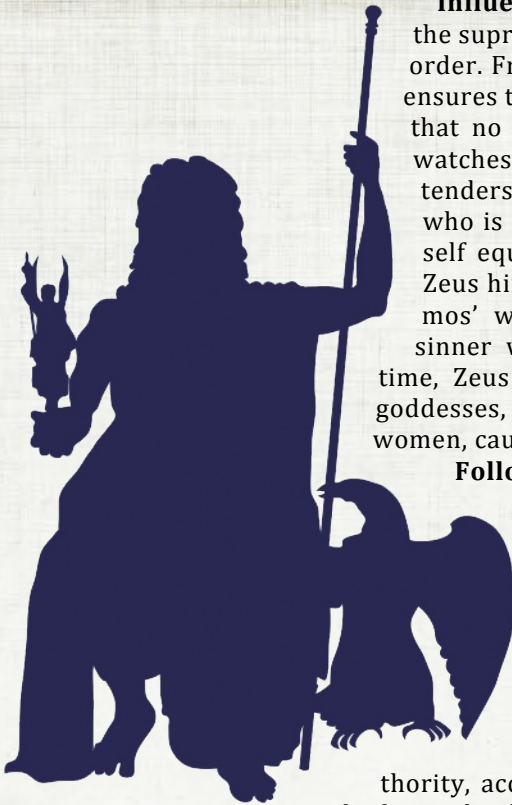 Influe
the supr
order. Fr
ensures t
that no
watches
tenders
who is
self equ
Zeus hi
mos’ w
sinner w
time, Zeus
goddesses,
women, cau
Follo
thority, acc